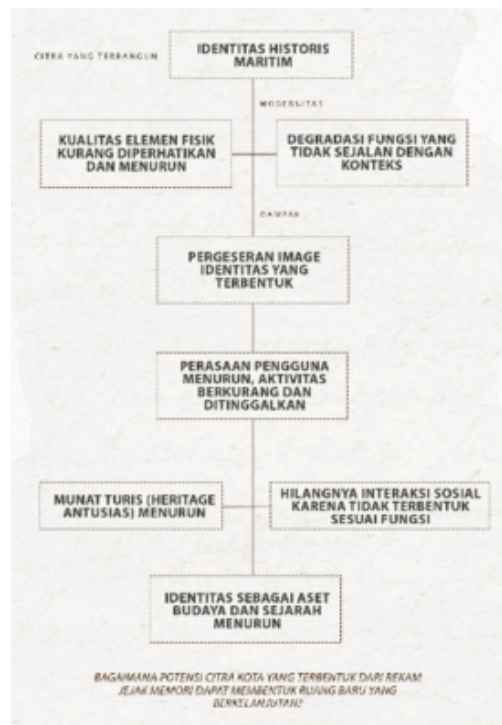 CITRA YANG TERBANGUN
IDENTITAS HISTORIS
MARITIM
MODERNITAS
KUALITAS ELEMEN FISIK
KURANG DIPERHATIKAN
DAN MENURUN
DEGRADASI FUNGSI YANG
TIDAK SEJALAN DENGAN
KONTEKS
DAMPAK
PERGESERAN IMAGE
IDENTITAS YANG
TERBENTUK
PERASAAN PENGGUNA
MENURUN, AKTIVITAS
BERKURANG DAN
DITINGGALKAN
MUNAT TURIS (HERITAGE
ANTUSIAS) MENURUN
HILANGNYA INTERAKSI SOSIAL
KARENA TIDAK TERBENTUK
SESUAI FUNGSI
IDENTITAS SEBAGAI ASET
BUDAYA DAN SEJARAH
MENURUN
BAGAIMANA POTENSI CITRA KOTA YANG TERBENTUK DARI REKAM
JEJAK MEMORI DAPAT MEMBENTUK RUANG BARU YANG
BERKELANJUTAN?